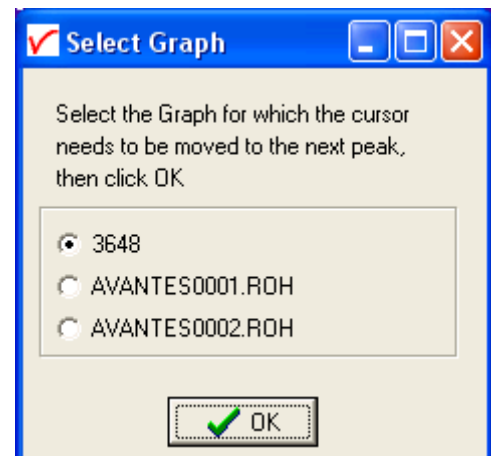 Select Graph
Select the Graph for which the cursor
needs to be moved to the next peak,
then click OK
3648
AVANTES0001.ROH
AVANTES0002.ROH
OK